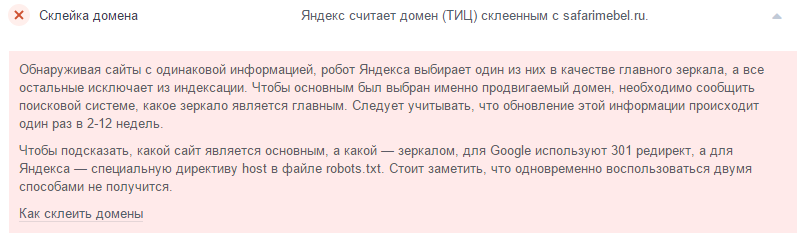 Склейка домена
Яндекс считает домен (ТИЦ) склеенным с safarimebel.ru.
Обнаруживая сайты с одинаковой информацией, робот Яндекса выбирает один из них в качестве главного зеркала, а все
остальные исключает из индексации. Чтобы основным был выбран именно продвигаемый домен, необходимо сообщить
поисковой системе, какое зеркало является главным. Следует учитывать, что обновление этой информации происходит
один раз в 2-12 недель.
Чтобы подсказать, какой сайт является основным, а какой — зеркалом, для Google используют 301 редирект, а для
Яндекса — специальную директиву host в файле robots.txt. Стоит заметить, что одновременно воспользоваться двумя
способами не получится.
Как склеить домены